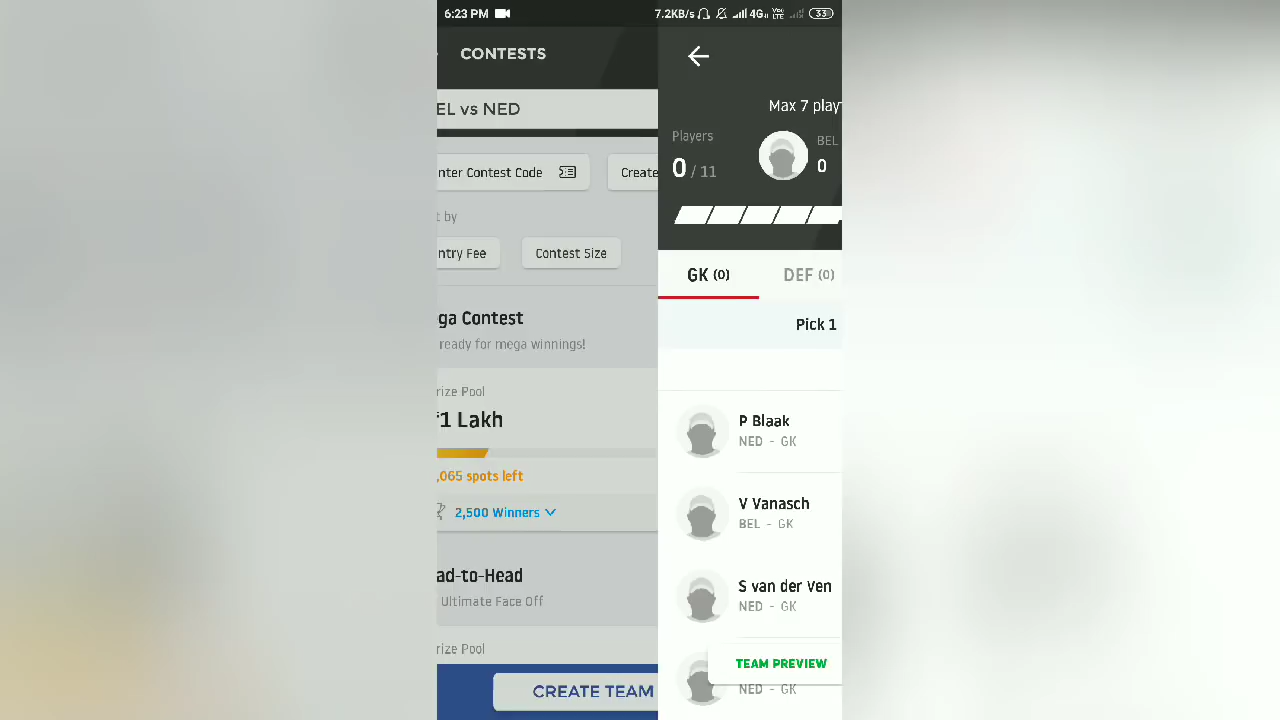 6:23 PM
7.2KB/s 4G VoLTE 33
CONTESTS
EL vs NED
nter Contest Code
Create
t by
ntry Fee
Contest Size
ga Contest
ready for mega winnings!
rize Pool
1 Lakh
,065 spots left
2,500 Winners
ad-to-Head
Ultimate Face Off
rize Pool
CREATE TEAM
Max 7 play
Players
0 / 11
BEL
0
GK (0)
DEF (0)
Pick 1
P Blaak
NED - GK
V Vanasch
BEL - GK
S van der Ven
NED - GK
TEAM PREVIEW
NED - GK